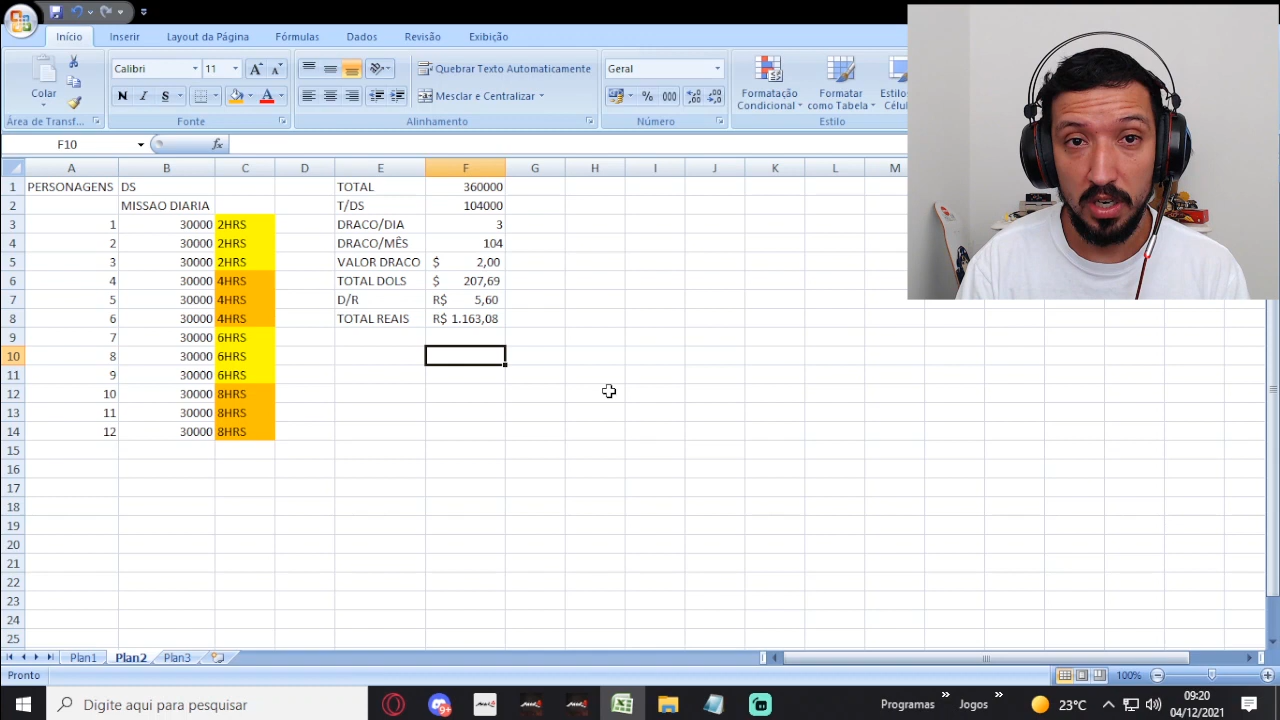 Início Inserir Layout da Página Fórmulas Dados Revisão Exibição
Colar
Calibri 11
N I S
Quebrar Texto Automaticamente
Mesclar e Centralizar
Geral
% 000
Formatação Condicional
Formatar como Tabela
Estilo
Área de Transf... Fonte Alinhamento Número Estilo
F10 fx
A B C D E F G H I J K L M
1 PERSONAGENS DS TOTAL 360000
2 MISSAO DIARIA T/DS 104000
3 1 30000 2HRS DRACO/DIA 3
4 2 30000 2HRS DRACO/MÊS 104
5 3 30000 2HRS VALOR DRACO $ 2,00
6 4 30000 4HRS TOTAL DOLS $ 207,69
7 5 30000 4HRS D/R R$ 5,60
8 6 30000 4HRS TOTAL REAIS R$ 1.163,08
9 7 30000 6HRS
10 8 30000 6HRS
11 9 30000 6HRS
12 10 30000 8HRS
13 11 30000 8HRS
14 12 30000 8HRS
15
16
17
18
19
20
21
22
23
24
25
Plan1 Plan2 Plan3
Pronto 100%
Digite aqui para pesquisar Programas » Jogos » 23°C 09:20
04/12/2021